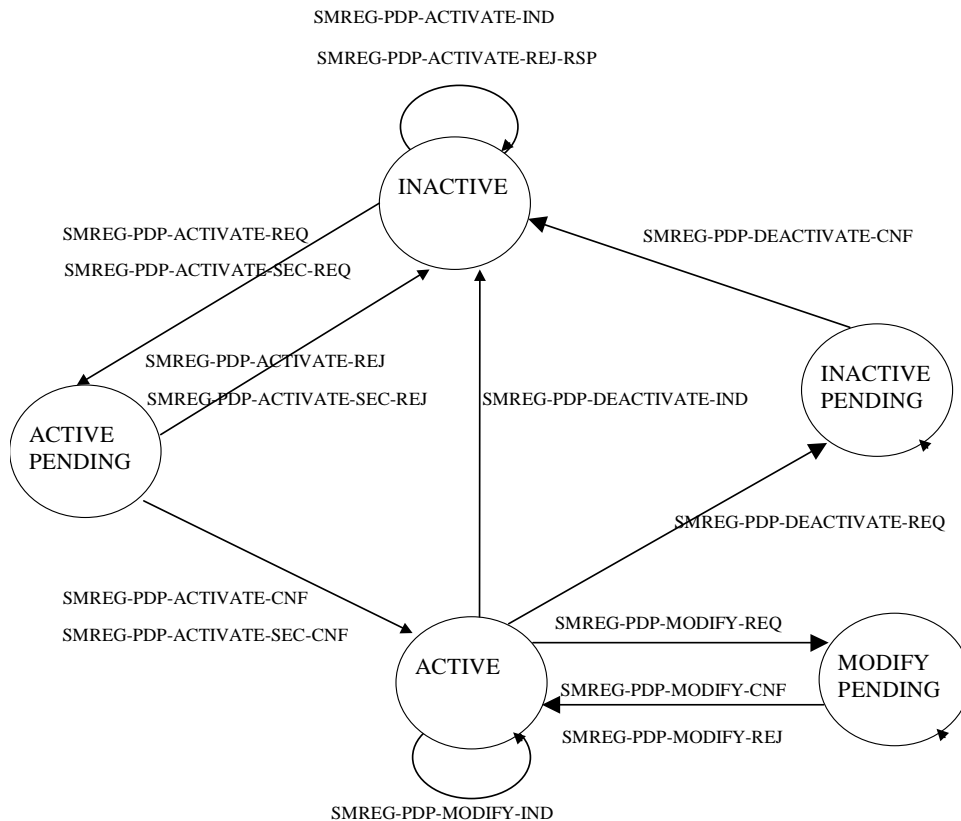 SMREG-PDP-ACTIVATE-IND
SMREG-PDP-ACTIVATE-REJ-RSP
INACTIVE
SMREG-PDP-ACTIVATE-REQ
SMREG-PDP-ACTIVATE-SEC-REQ
SMREG-PDP-DEACTIVATE-CNF
SMREG-PDP-ACTIVATE-REJ
SMREG-PDP-ACTIVATE-SEC-REJ
SMREG-PDP-DEACTIVATE-IND
INACTIVE
PENDING
ACTIVE
PENDING
SMREG-PDP-DEACTIVATE-REQ
SMREG-PDP-ACTIVATE-CNF
SMREG-PDP-ACTIVATE-SEC-CNF
SMREG-PDP-MODIFY-REQ
ACTIVE
MODIFY
PENDING
SMREG-PDP-MODIFY-CNF
SMREG-PDP-MODIFY-REJ
SMREG-PDP-MODIFY-IND